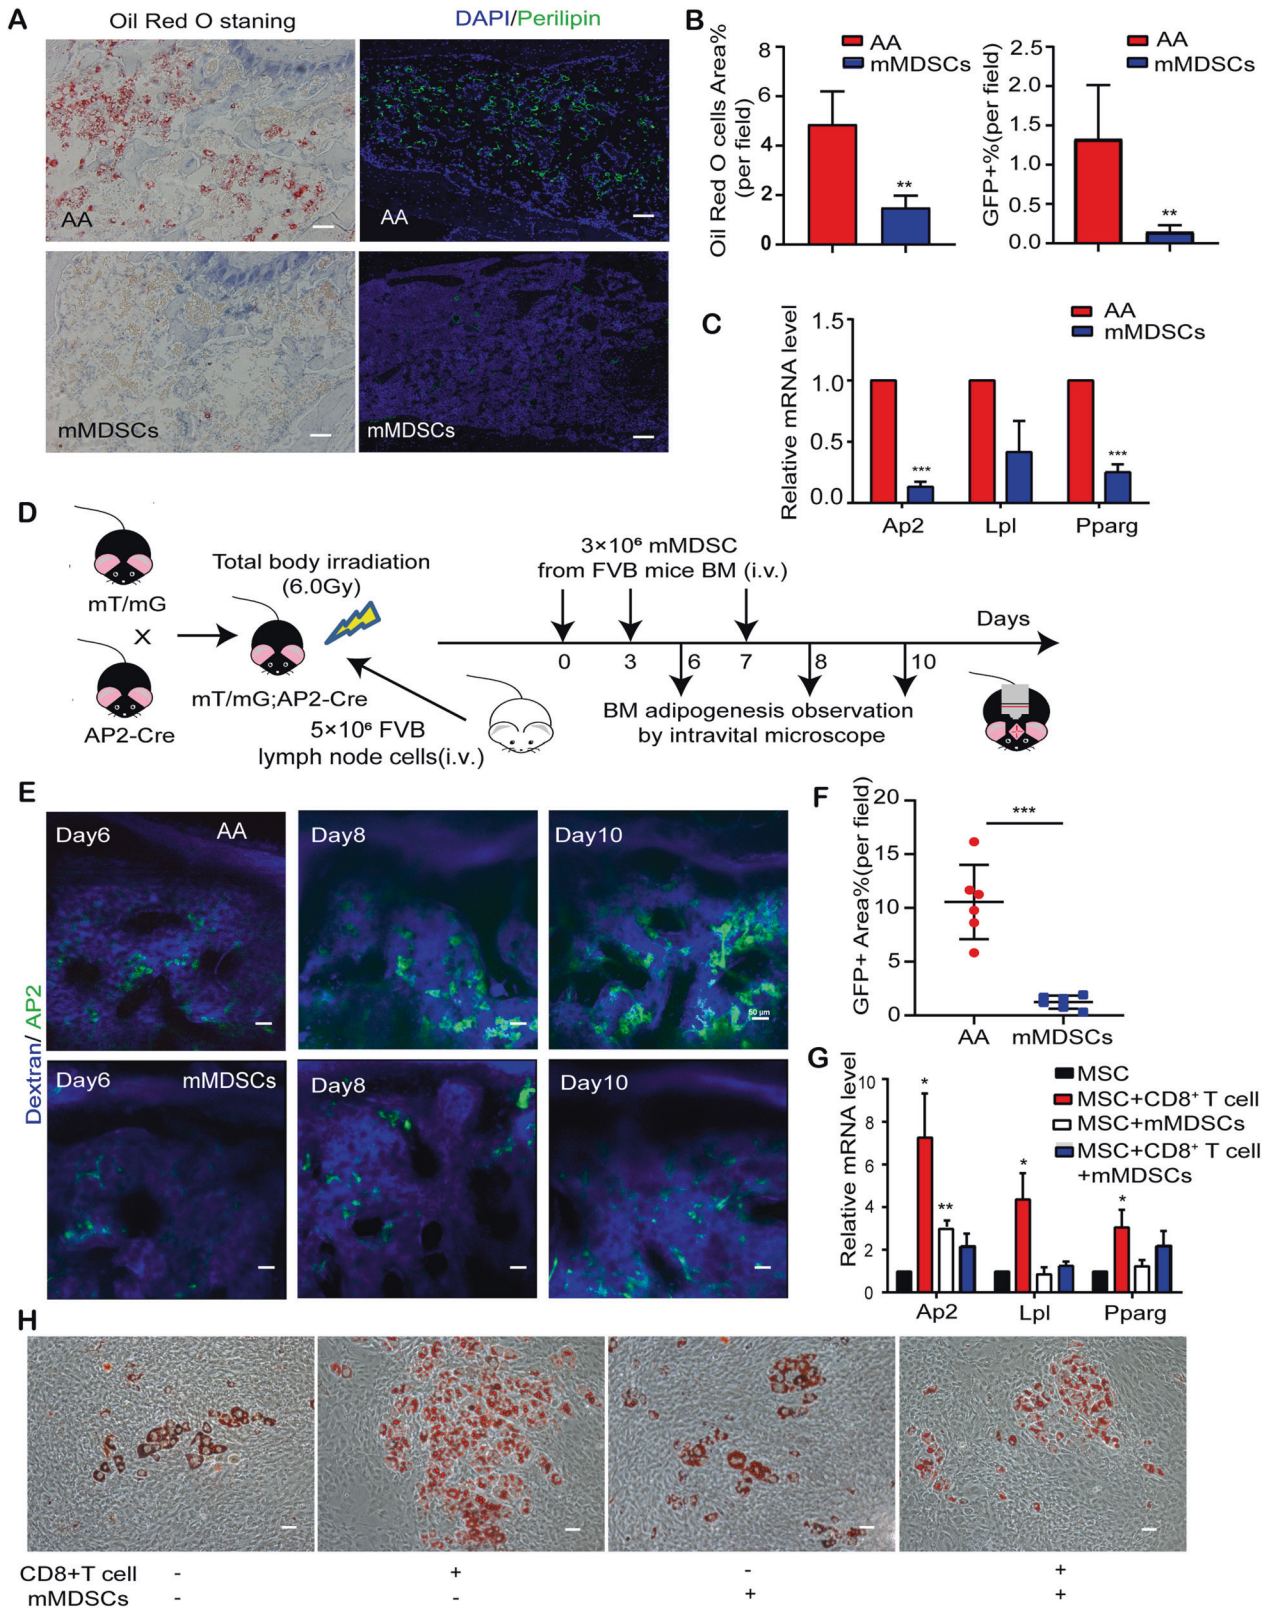 A
Oil Red O staning
DAPI/Perilipin
AA
AA
mMDSCs
mMDSCs
B
Oil Red O cells Area%
(per field)
8
6
4
2
0
AA
mMDSCs
**
GFP+%(per field)
2.5
2.0
1.5
1.0
0.5
0.0
AA
mMDSCs
**
C
Relative mRNA level
1.5
1.0
0.5
0.0
AA
mMDSCs
***
***
Ap2
Lpl
Pparg
D
mT/mG
X
AP2-Cre
Total body irradiation
(6.0Gy)
mT/mG;AP2-Cre
5×10⁶ FVB
lymph node cells(i.v.)
3×10⁶ mMDSC
from FVB mice BM (i.v.)
Days
0
3
6
7
8
10
BM adipogenesis observation
by intravital microscope
E
Dextran/ AP2
Day6
AA
Day8
Day10
50 µm
Day6
mMDSCs
Day8
Day10
F
GFP+ Area%(per field)
20
15
10
5
0
***
AA
mMDSCs
G
Relative mRNA level
10
8
6
4
2
0
MSC
MSC+CD8⁺ T cell
MSC+mMDSCs
MSC+CD8⁺ T cell
+mMDSCs
*
**
*
*
Ap2
Lpl
Pparg
H
CD8+T cell - + - +
mMDSCs - - + +